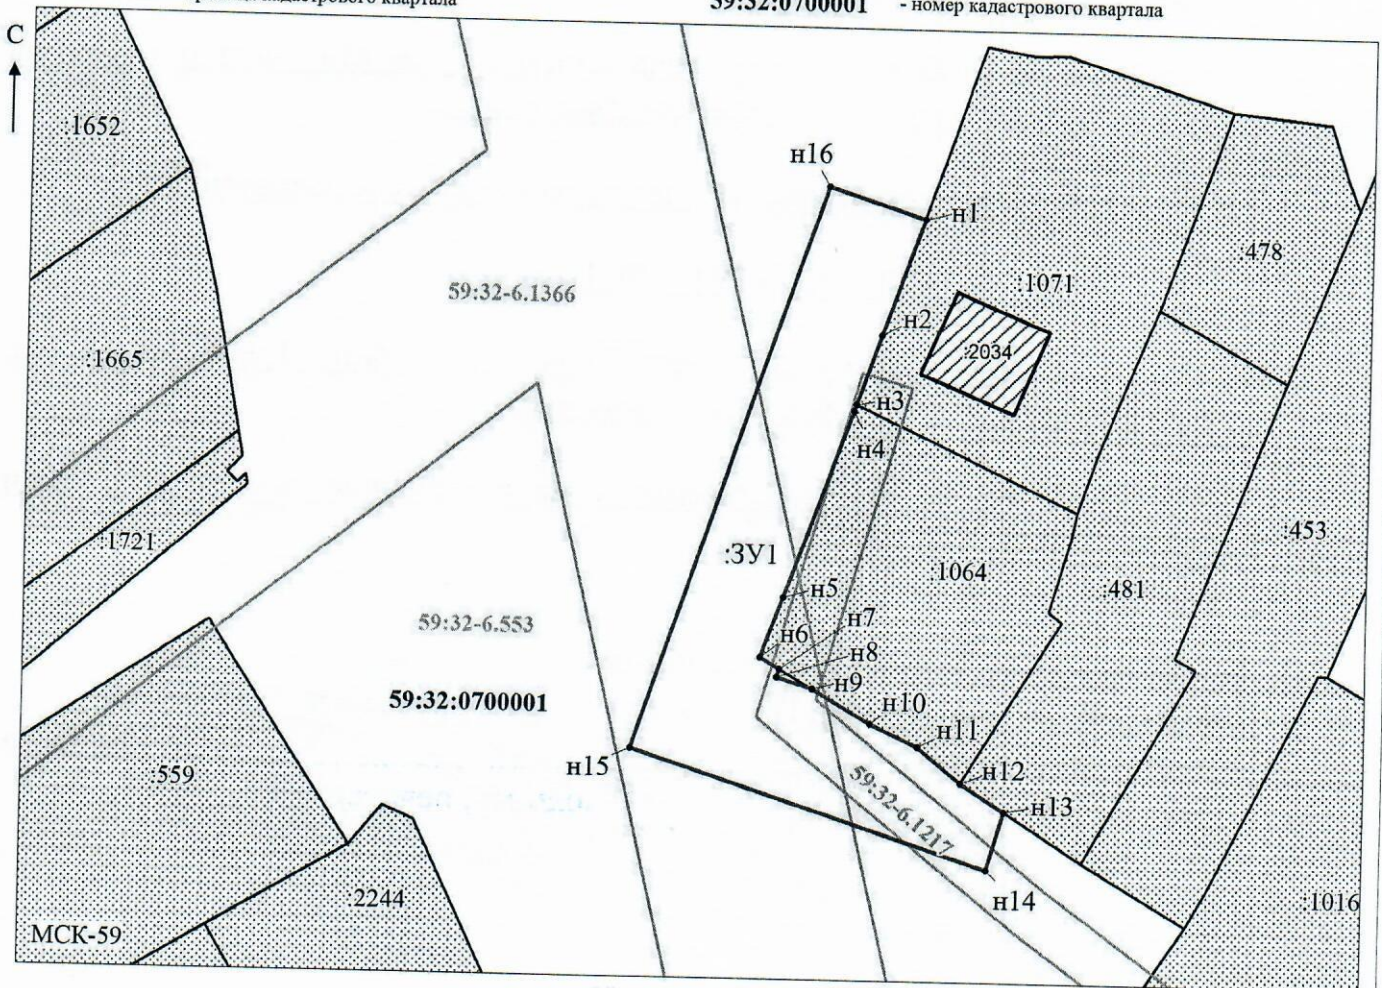 кадастрового квартала
59:32:0700001 - номер кадастрового квартала
С
:1652
н16
н1
:478
59:32-6.1366
:1071
н2
:2034
:1665
н3
н4
:453
:1721
:ЗУ1
:1064
:481
н5
н7
59:32-6.553
н6
н8
н9
59:32:0700001
н10
н11
н15
н12
:559
59:32-6.1217
н13
:2244
н14
:1016
МСК-59